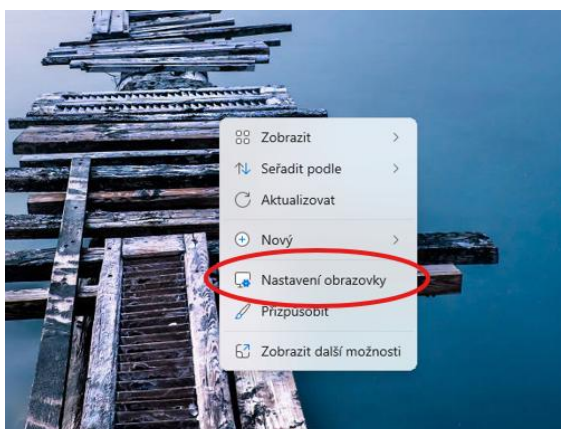 Zobrazit
Seřadit podle
Aktualizovat
Nový
Nastavení obrazovky
Přizpůsobit
Zobrazit další možnosti